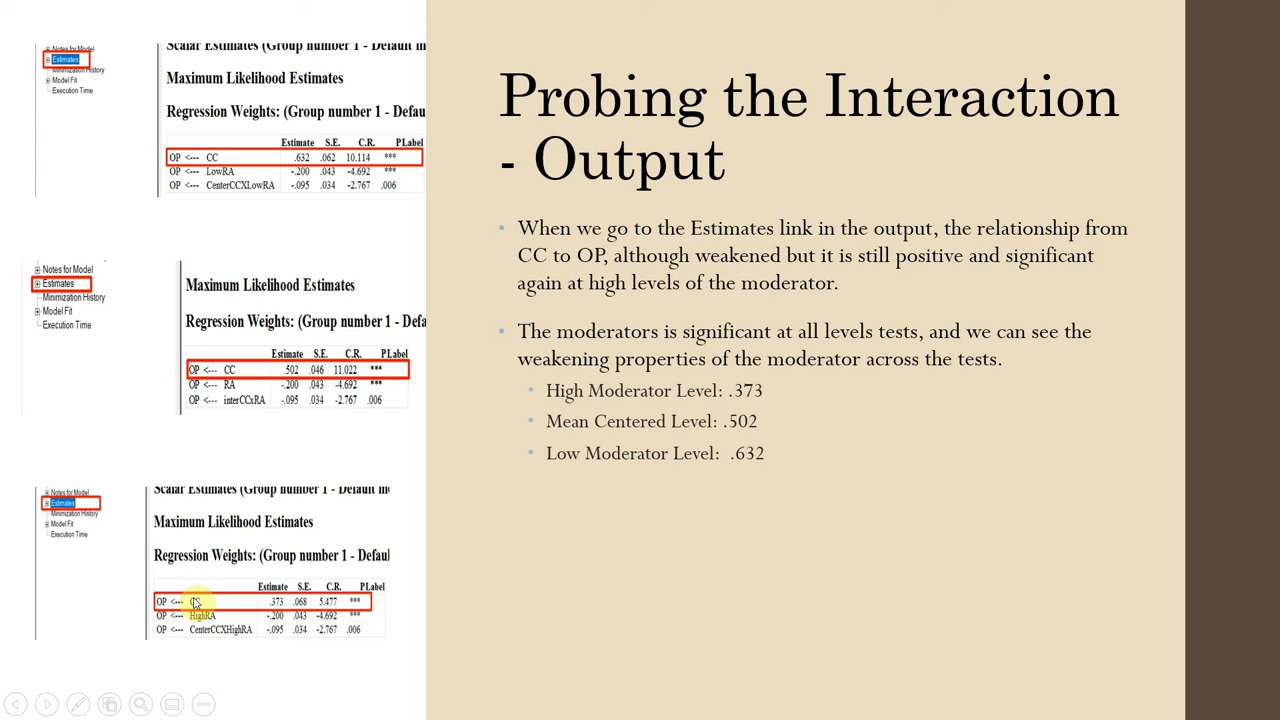 Notes for Model
Estimates
Minimization History
Model Fit
Execution Time
Scalar Estimates (Group number 1 - Default m
Maximum Likelihood Estimates
Regression Weights: (Group number 1 - Defau
Estimate S.E. C.R. P Label
OP <--- CC .632 .062 10.114 ***
OP <--- LowRA -.200 .043 -4.692 ***
OP <--- CenterCCXLowRA -.095 .034 -2.767 .006
Notes for Model
Estimates
Minimization History
Model Fit
Execution Time
Maximum Likelihood Estimates
Regression Weights: (Group number 1 - Defa
Estimate S.E. C.R. P Label
OP <--- CC .502 .046 11.022 ***
OP <--- RA -.200 .043 -4.692 ***
OP <--- interCCxRA -.095 .034 -2.767 .006
Notes for Model
Estimates
Minimization History
Model Fit
Execution Time
Scalar Estimates (Group number 1 - Default m
Maximum Likelihood Estimates
Regression Weights: (Group number 1 - Defaul
Estimate S.E. C.R. P Label
OP <--- CC .373 .068 5.477 ***
OP <--- HighRA -.200 .043 -4.692 ***
OP <--- CenterCCXHighRA -.095 .034 -2.767 .006
Probing the Interaction
- Output
• When we go to the Estimates link in the output, the relationship from
CC to OP, although weakened but it is still positive and significant
again at high levels of the moderator.
• The moderators is significant at all levels tests, and we can see the
weakening properties of the moderator across the tests.
• High Moderator Level: .373
• Mean Centered Level: .502
• Low Moderator Level: .632